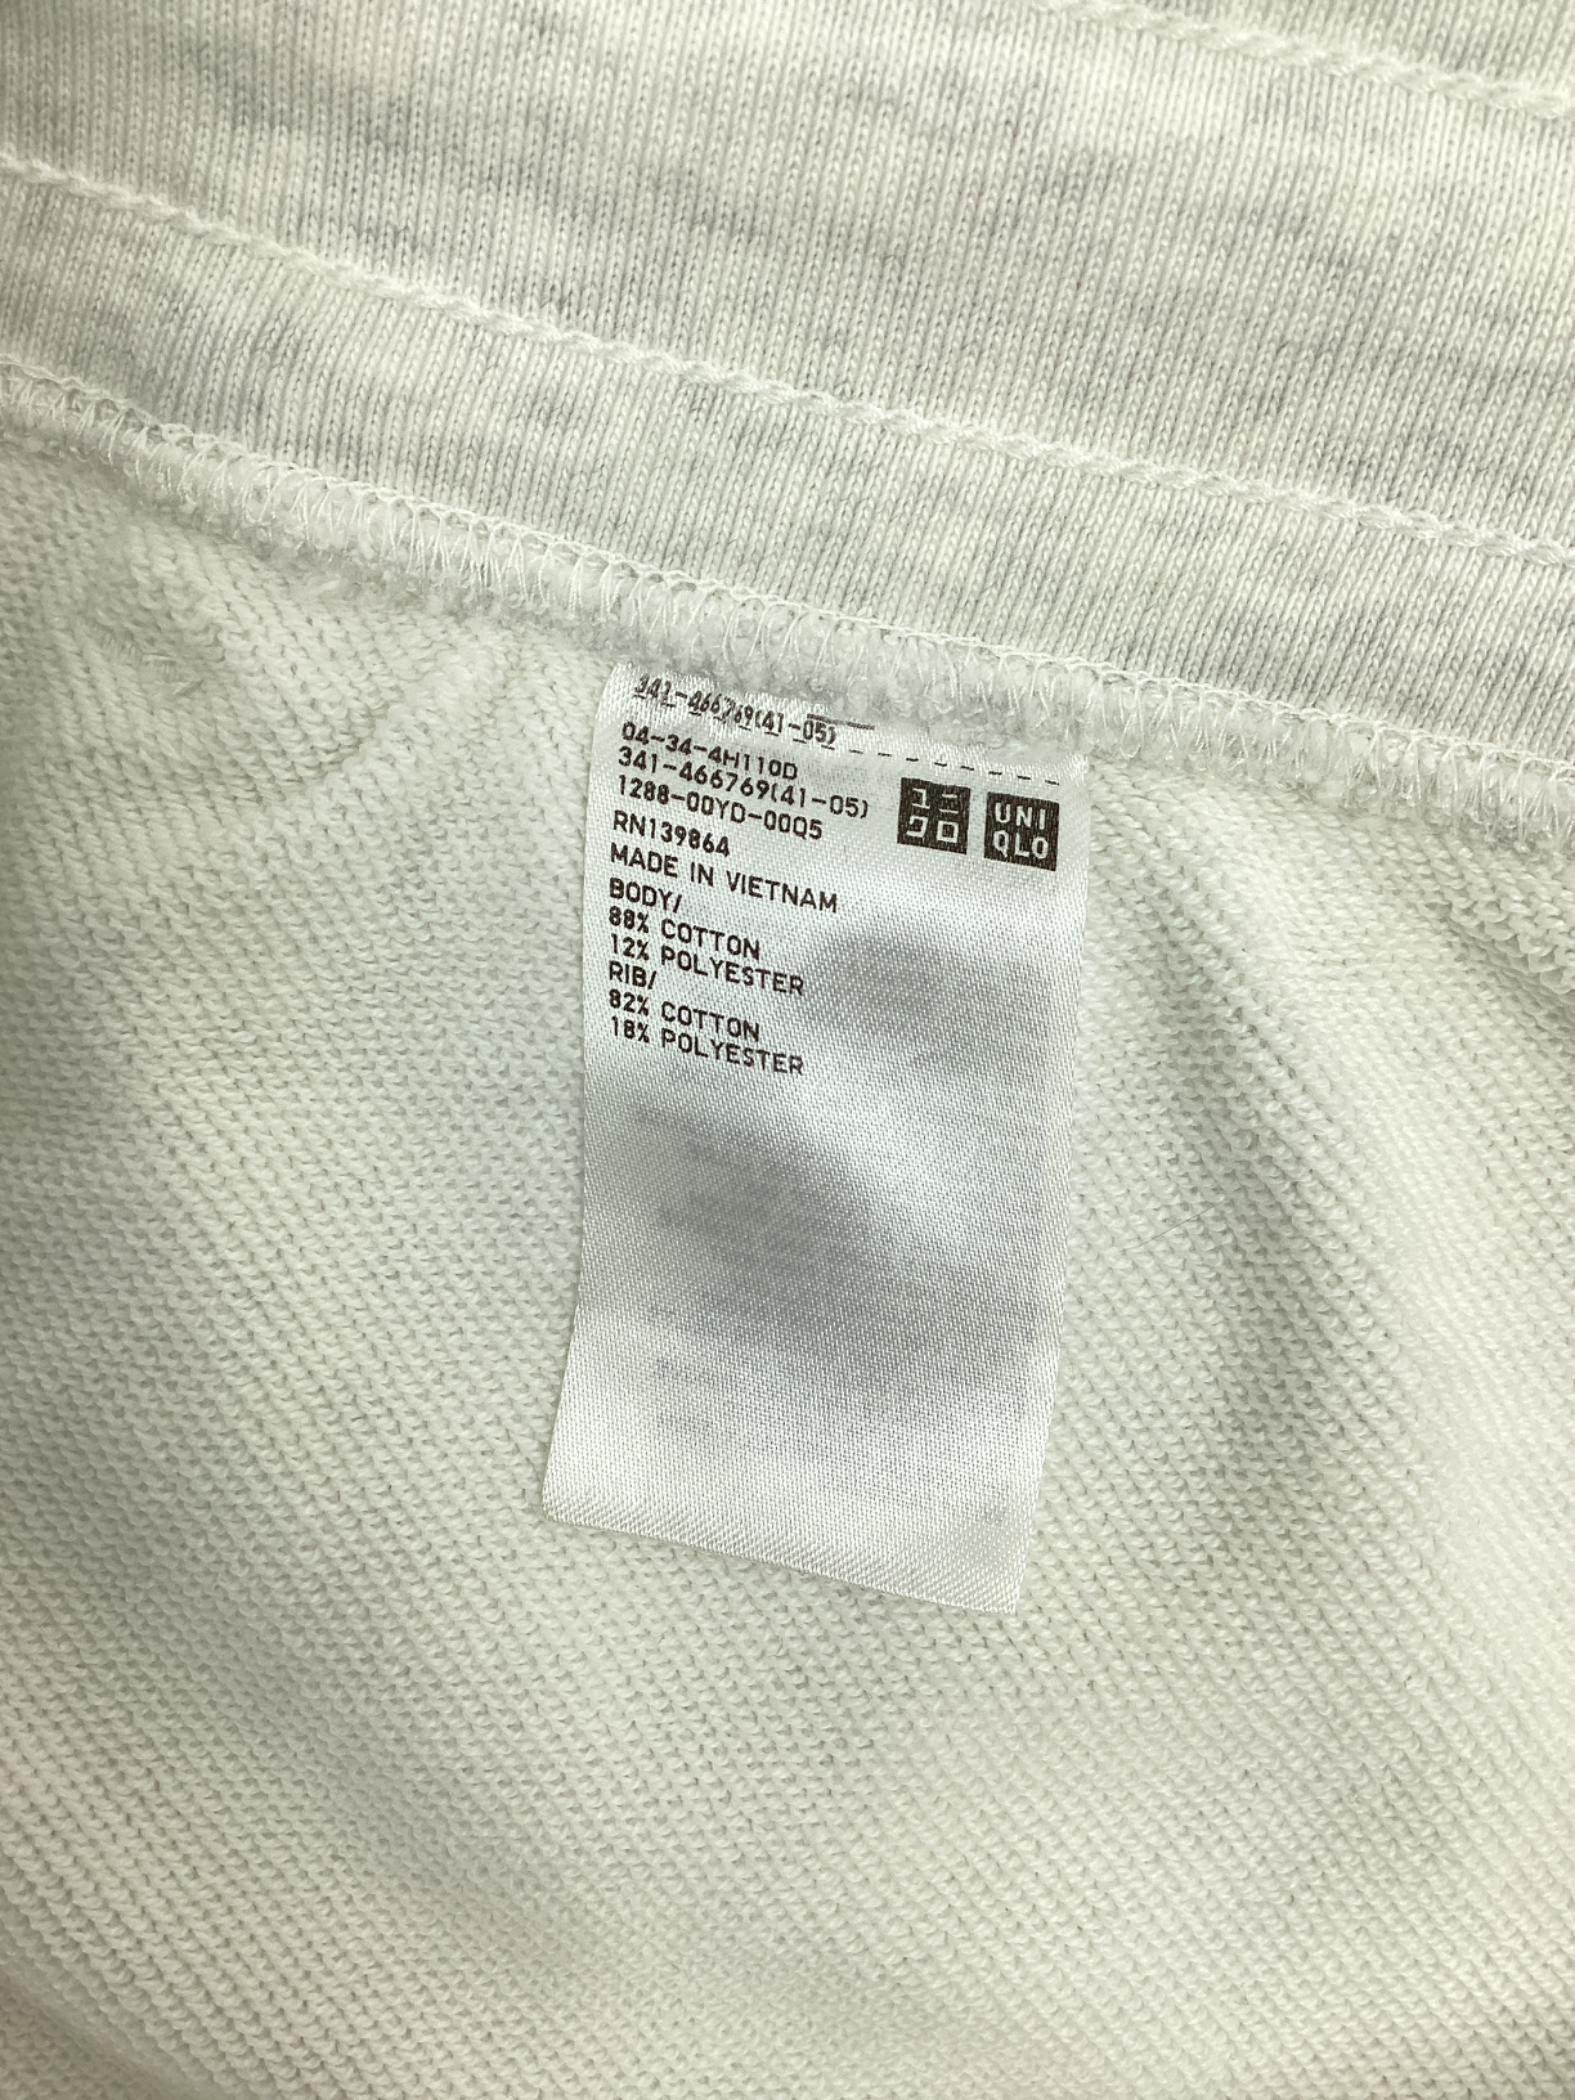 341-466769(41-05)
04-34-4H110D
341-466769(41-05)
1288-00YD-00Q5
RN139864
MADE IN VIETNAM
BODY/
88% COTTON
12% POLYESTER
RIB/
82% COTTON
18% POLYESTER
ユニ
クロ
UNI
QLO